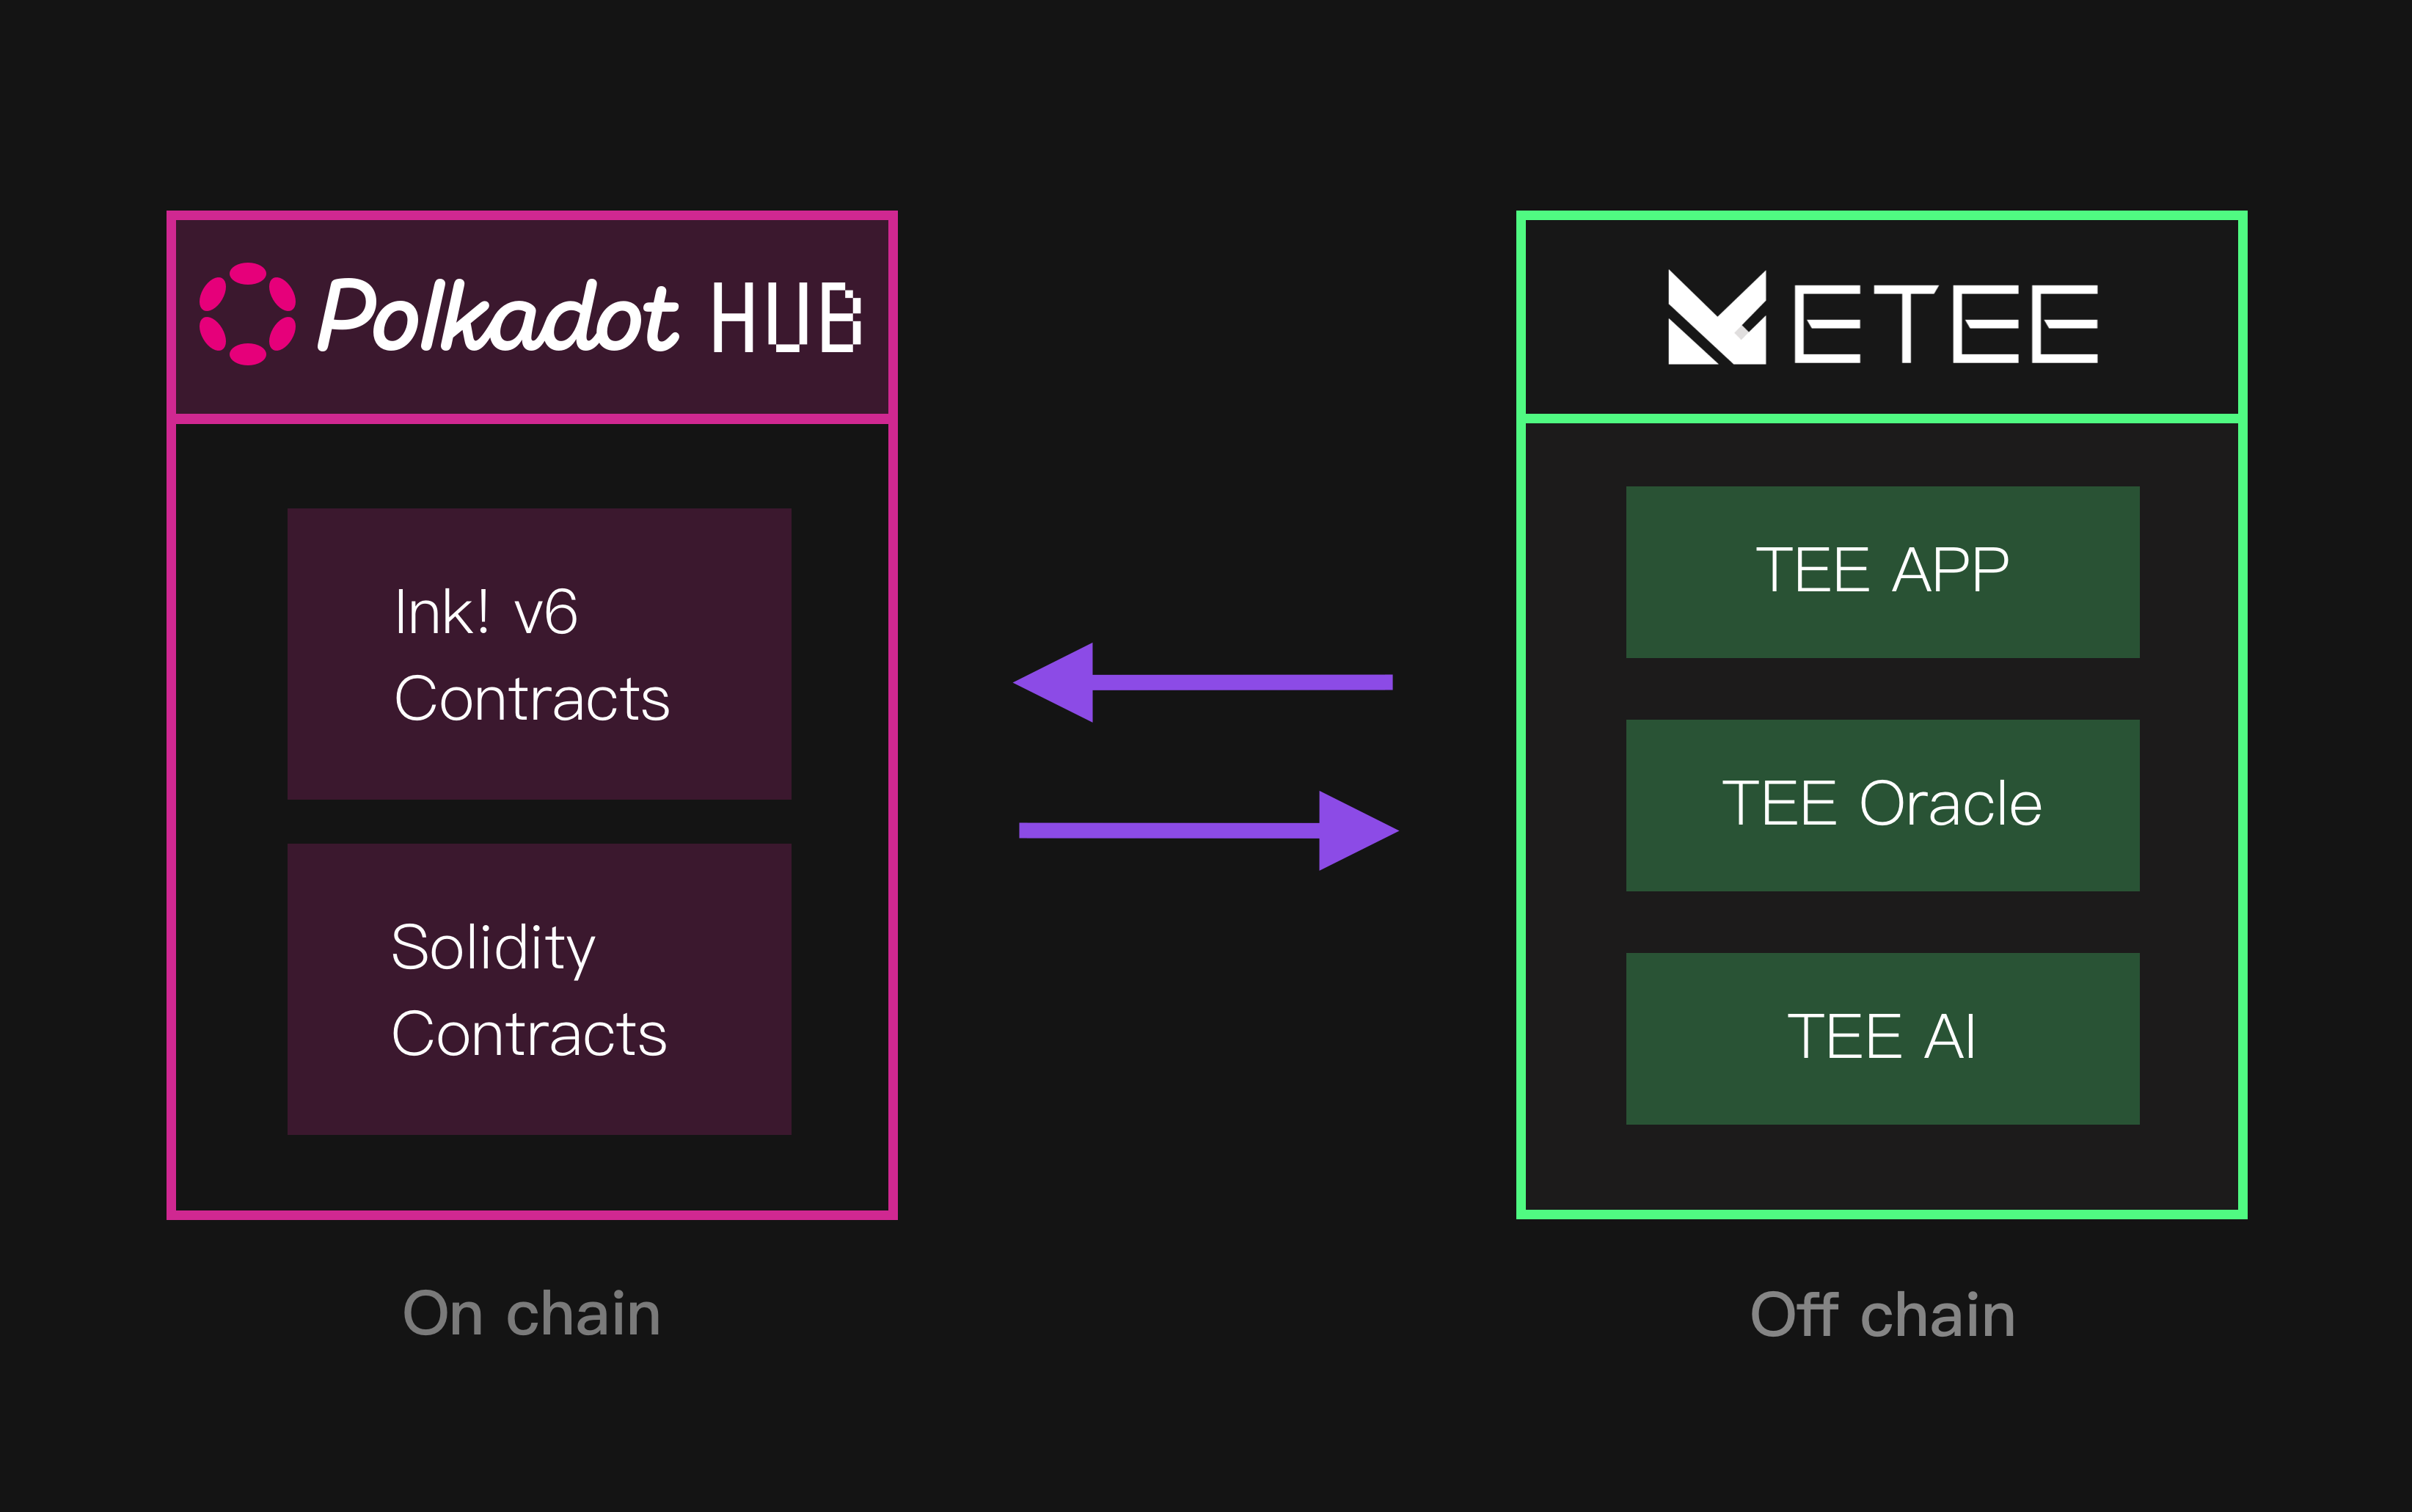 Polkadot HUB
Ink! v6
Contracts
Solidity
Contracts
On chain
ETEE
TEE APP
TEE Oracle
TEE AI
Off chain